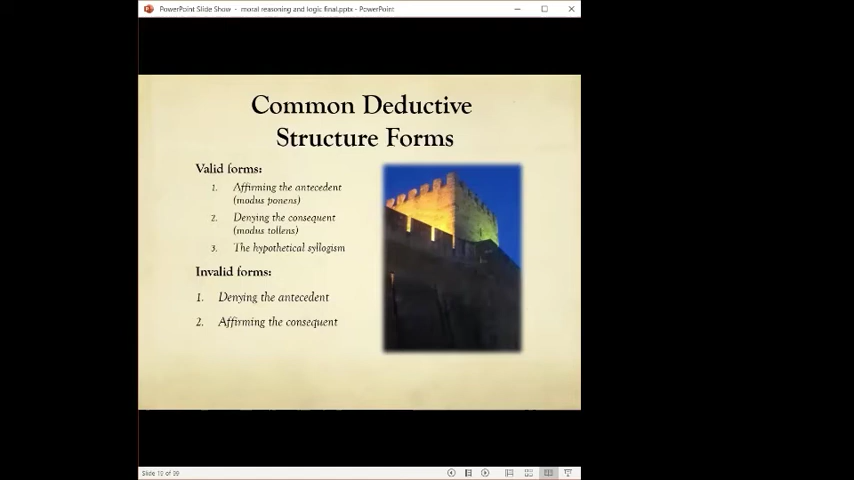 PowerPoint Slide Show - moral reasoning and logic final.pptx - PowerPoint
Common Deductive
Structure Forms
Valid forms:
1. Affirming the antecedent
(modus ponens)
2. Denying the consequent
(modus tollens)
3. The hypothetical syllogism
Invalid forms:
1. Denying the antecedent
2. Affirming the consequent